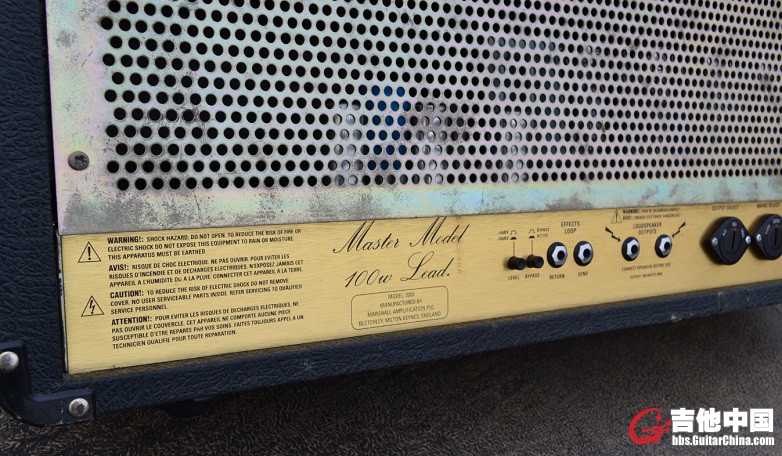 WARNING!: SHOCK HAZARD. DO NOT OPEN. TO REDUCE THE RISK OF FIRE OR
ELECTRIC SHOCK DO NOT EXPOSE THIS EQUIPMENT TO RAIN OR MOISTURE.
THIS APPARATUS MUST BE EARTHED.
AVIS!: RISQUE DE CHOC ELECTRIQUE. NE PAS OUVRIR. POUR EVITER LES
RISQUES D'INCENDIE ET DE DECHARGES ELECTRIQUES, N'EXPOSEZ JAMAIS CET
APPAREIL A L'HUMIDITE OU A LA PLUIE. CONNECTER CET APPAREIL A LA TERRE.
CAUTION!: TO REDUCE THE RISK OF ELECTRIC SHOCK DO NOT REMOVE
COVER. NO USER SERVICEABLE PARTS INSIDE. REFER SERVICING TO QUALIFIED
SERVICE PERSONNEL.
ATTENTION!: POUR EVITER LES RISQUES DE DECHARGES ELECTRIQUES, NE
PAS OUVRIR LE COUVERCLE. CET APPAREIL NE COMPORTE AUCUNE PIECE
SUSCEPTIBLE D'ETRE REPAREE PAR VOS SOINS. FAITES TOUJOURS APPEL A UN
TECHNICIEN QUALIFIE POUR TOUTE REPARATION.
Master Model
100w Lead.
MODEL
MANUFACTURED BY
MARSHALL AMPLIFICATION PLC
BLETCHLEY, MILTON KEYNES, ENGLAND.
LEVEL
BYPASS
ACTIVE
BYPASS
EFFECTS
LOOP
RETURN
SEND
WARNING:
LOUDSPEAKER
OUTPUTS
OUTPUT SELECT
MAINS SELECT
吉他中国
bbs.GuitarChina.com